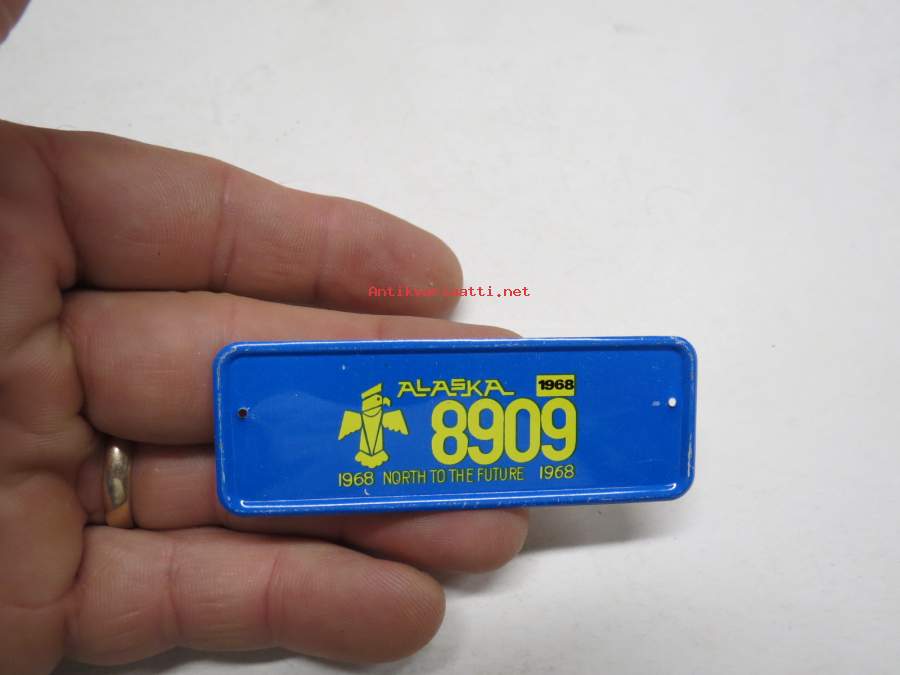 Antikvariaatti.net
ALASKA 1968
8909
1968 NORTH TO THE FUTURE 1968